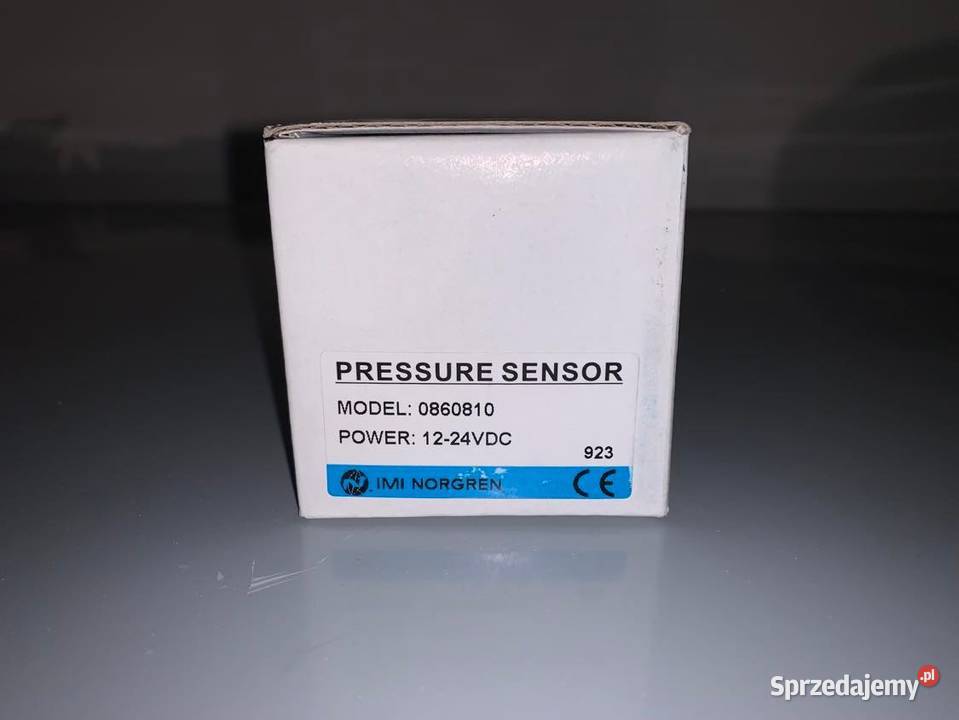 PRESSURE SENSOR
MODEL: 0860810
POWER: 12-24VDC
923
IMI NORGREN CE
Sprzedajemy.pl